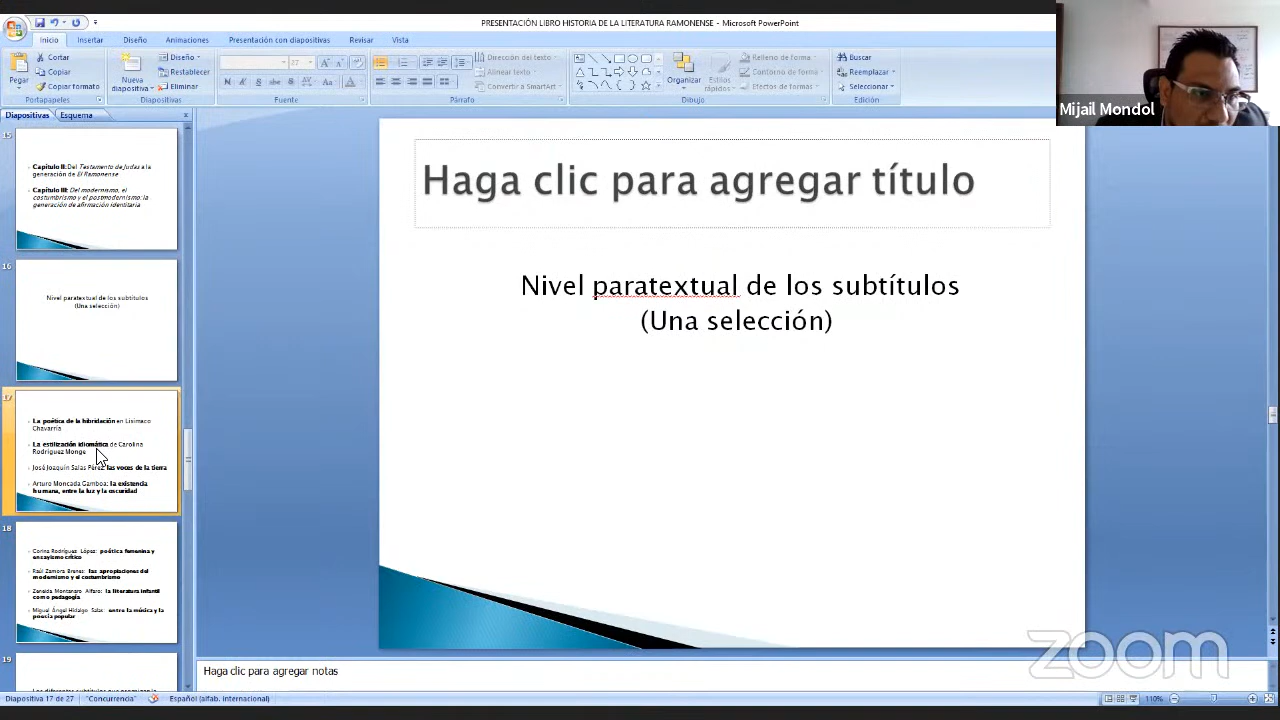 PRESENTACIÓN LIBRO HISTORIA DE LA LITERATURA RAMONENSE - Microsoft PowerPoint
Inicio Insertar Diseño Animaciones Presentación con diapositivas Revisar Vista
Pegar
Cortar
Copiar
Copiar formato
Portapapeles
Nueva diapositiva
Diseño
Restablecer
Eliminar
Diapositivas
Fuente
Dirección del texto
Alinear texto
Convertir a SmartArt
Párrafo
Organizar
Estilos rápidos
Relleno de forma
Contorno de forma
Efectos de formas
Dibujo
Buscar
Reemplazar
Seleccionar
Edición
Mijail Mondol
Diapositivas Esquema
15
Capítulo II: Del Testamento de Judas a la
generación de El Ramonense
Capítulo III: Del modernismo, el
costumbrismo y el postmodernismo: la
generación de afirmación identitaria
16
Nivel paratextual de los subtítulos
(Una selección)
17
La poética de la hibridación en Lisímaco
Chavarría
La estilización idiomática de Carolina
Rodríguez Monge
José Joaquín Salas Pérez: las voces de la tierra
Arturo Moncada Gamboa: la existencia
humana, entre la luz y la oscuridad
18
Corina Rodríguez López: poética femenina y
ensayismo crítico
Raúl Zamora Brenes: las apropiaciones del
modernismo y el costumbrismo
Zeneida Montanaro Alfaro: la literatura infantil
como pedagogía
Miguel Ángel Hidalgo Salas: entre la música y la
poesía popular
19
Haga clic para agregar título
Nivel paratextual de los subtítulos
(Una selección)
zoom
Haga clic para agregar notas
Diapositiva 17 de 27 "Concurrencia" Español (alfab. internacional) 110%